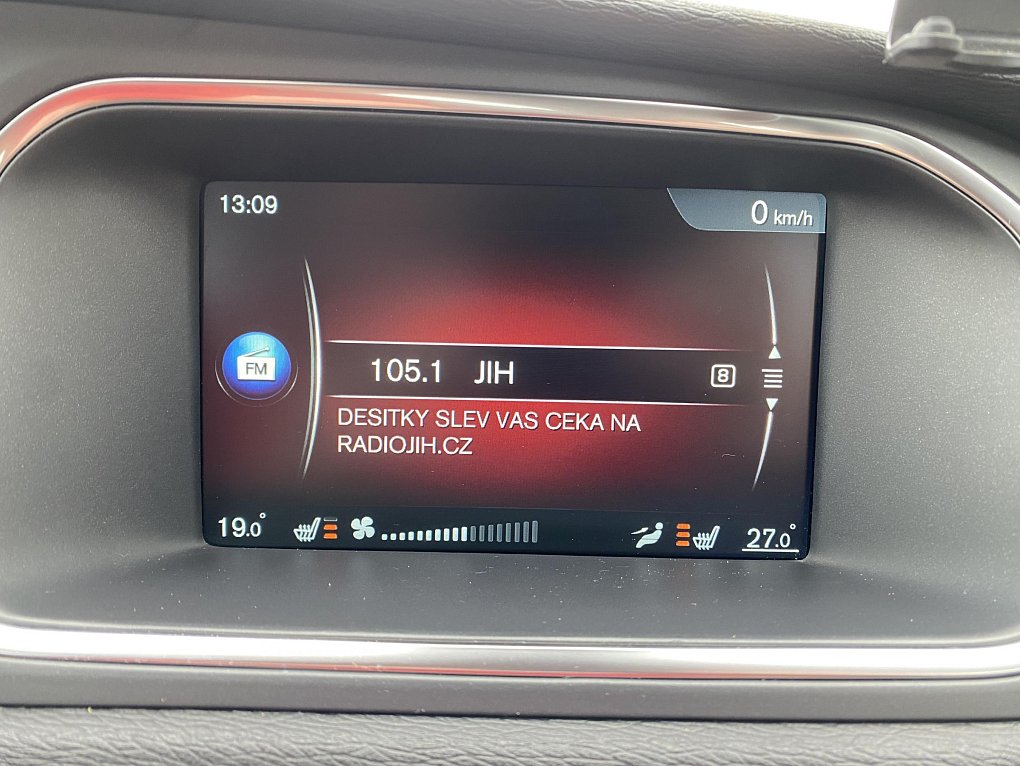 13:09
0 km/h
FM
105.1 JIH 8
DESITKY SLEV VAS CEKA NA
RADIOJIH.CZ
19.0° 27.0°